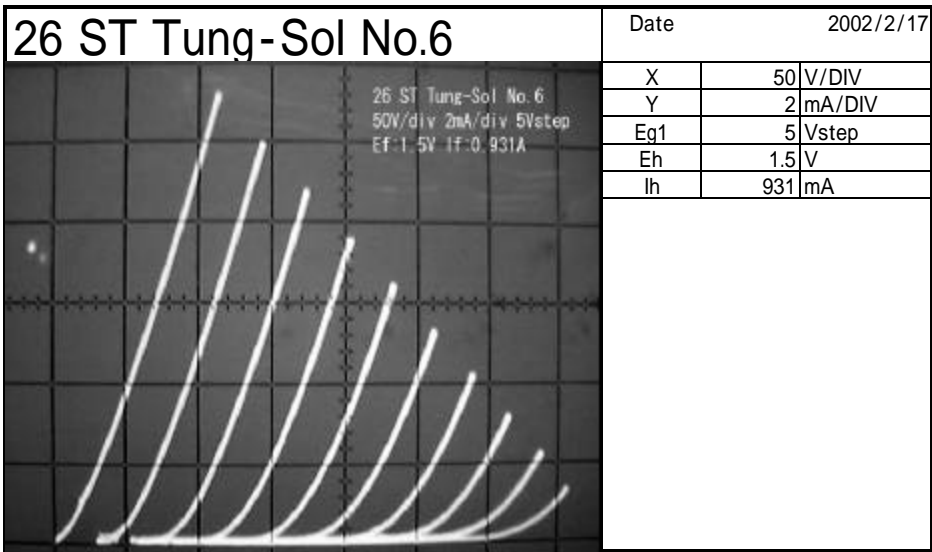 26 ST Tung-Sol No.6
Date 2002/2/17
X 50 V/DIV
Y 2 mA/DIV
Eg1 5 Vstep
Eh 1.5 V
Ih 931 mA
26 ST Tung-Sol No.6
50V/div 2mA/div 5Vstep
Ef:1.5V If:0.931A